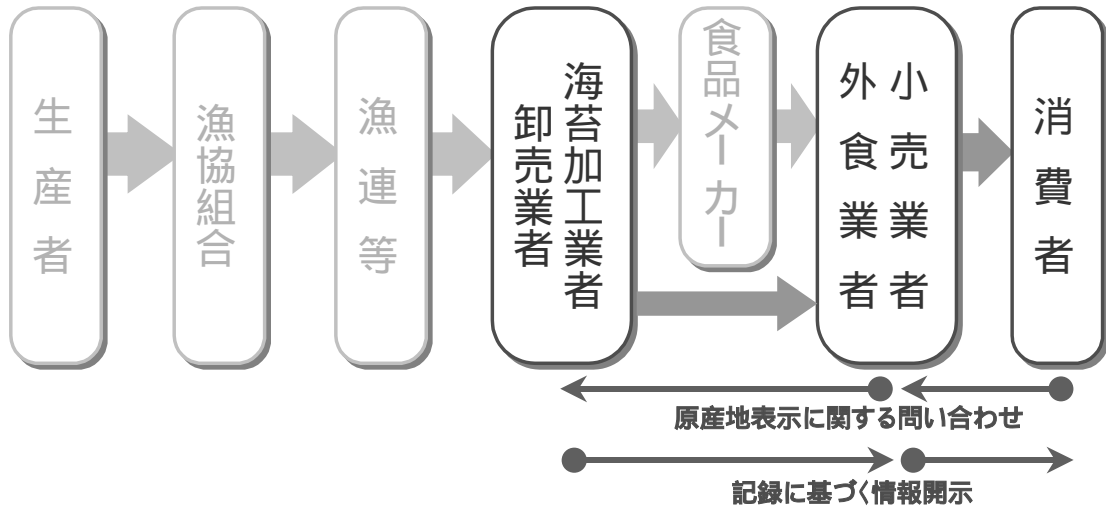 生産者
漁協組合
漁連等
海苔加工業者
卸売業者
食品メーカー
小売業者
外食業者
消費者
原産地表示に関する問い合わせ
記録に基づく情報開示